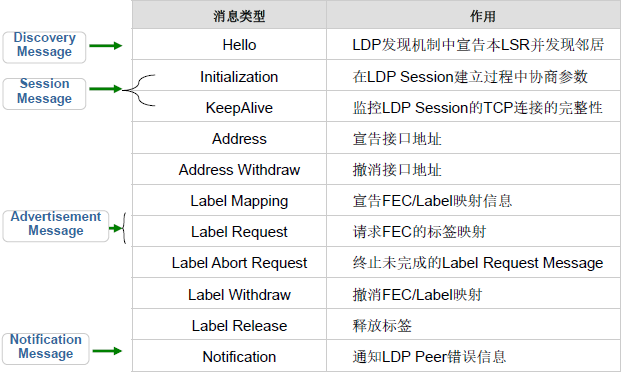 消息类型 作用
Discovery
Message
Hello LDP发现机制中宣告本LSR并发现邻居
Session
Message
Initialization 在LDP Session建立过程中协商参数
KeepAlive 监控LDP Session的TCP连接的完整性
Address 宣告接口地址
Address Withdraw 撤消接口地址
Label Mapping 宣告FEC/Label映射信息
Advertisement
Message
Label Request 请求FEC的标签映射
Label Abort Request 终止未完成的Label Request Message
Label Withdraw 撤消FEC/Label映射
Label Release 释放标签
Notification
Message
Notification 通知LDP Peer错误信息